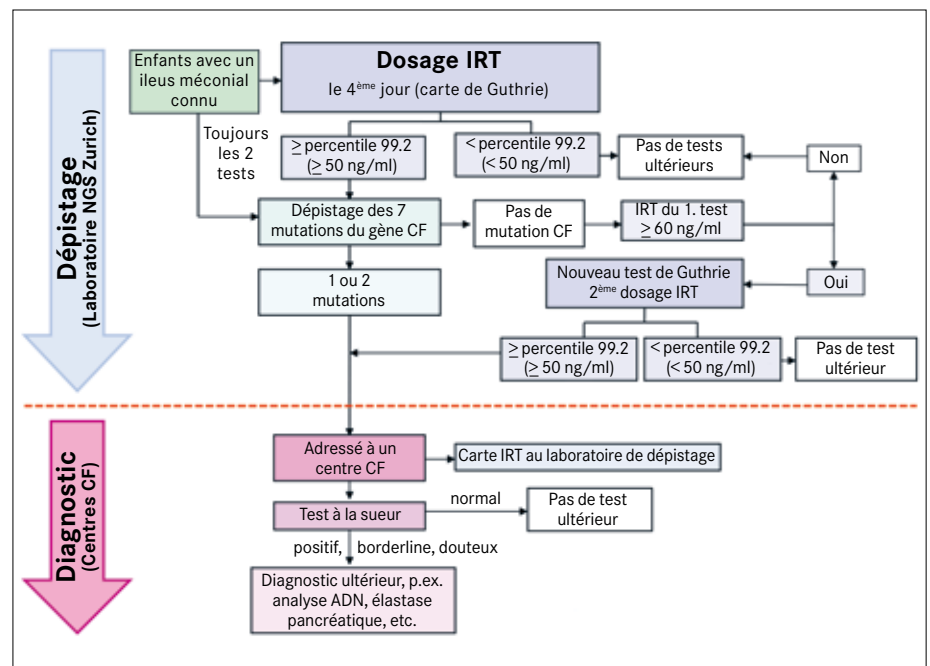 Dépistage
(Laboratoire NGS Zurich)
Enfants avec un
ileus méconial
connu
Dosage IRT
le 4ème jour (carte de Guthrie)
Toujours
les 2
tests
≥ percentile 99.2
(≥ 50 ng/ml)
< percentile 99.2
(< 50 ng/ml)
Pas de tests
ultérieurs
Non
Dépistage des 7
mutations du gène CF
Pas de
mutation CF
IRT du 1. test
≥ 60 ng/ml
1 ou 2
mutations
Nouveau test de Guthrie
2ème dosage IRT
Oui
≥ percentile 99.2
(≥ 50 ng/ml)
< percentile 99.2
(< 50 ng/ml)
Pas de test
ultérieur
Diagnostic
(Centres CF)
Adressé à un
centre CF
Carte IRT au laboratoire de dépistage
Test à la sueur
normal
Pas de test
ultérieur
positif, borderline, douteux
Diagnostic ultérieur, p.ex.
analyse ADN, élastase
pancréatique, etc.